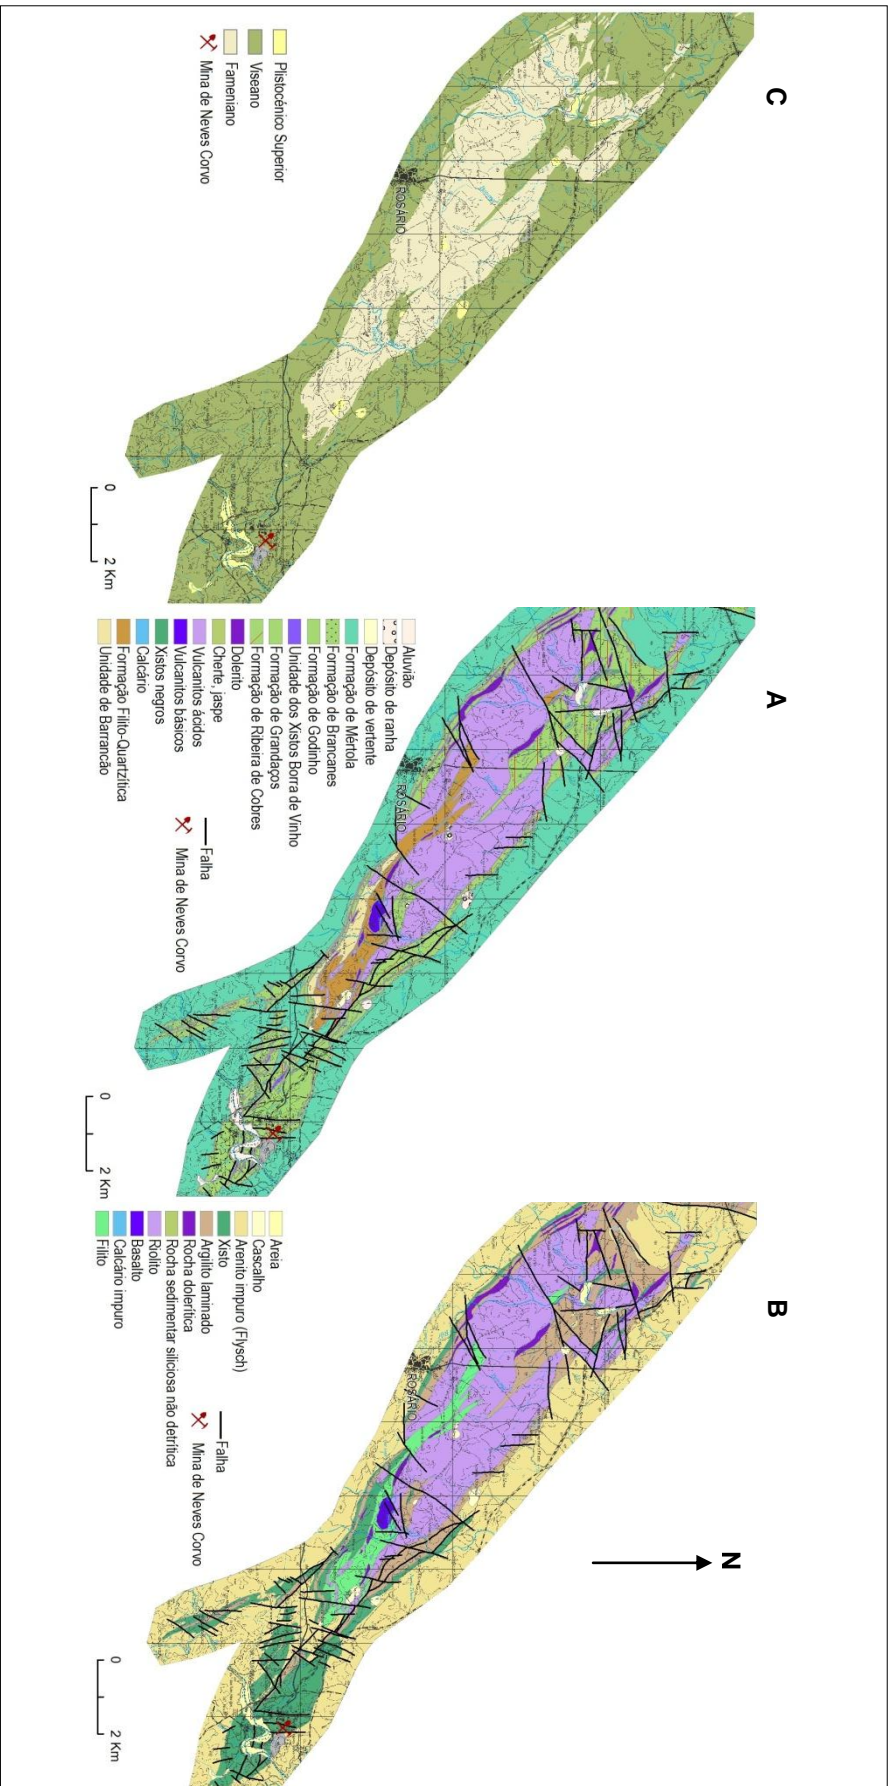 C
ROSÁRIO
Plistocénico Superior
Viseano
Fameniano
Mina de Neves Corvo
0 2 Km
A
ROSÁRIO
Aluvião
Depósito de ranha
Depósito de vertente
Formação de Mértola
Formação de Brancanes
Formação de Godinho
Unidade dos Xistos Borra de Vinho
Formação de Grandaços
Formação de Ribeira de Cobres
Cherte, jaspe
Dolerito
Vulcanitos ácidos
Vulcanitos básicos
Xistos negros
Calcário
Formação Filito-Quartzítica
Unidade de Barrancão
Falha
Mina de Neves Corvo
0 2 Km
B
N
ROSÁRIO
Areia
Cascalho
Arenito impuro (Flysch)
Xisto
Argilito laminado
Rocha dolerítica
Rocha sedimentar siliciosa não detrítica
Riolito
Basalto
Calcário impuro
Filito
Falha
Mina de Neves Corvo
0 2 Km